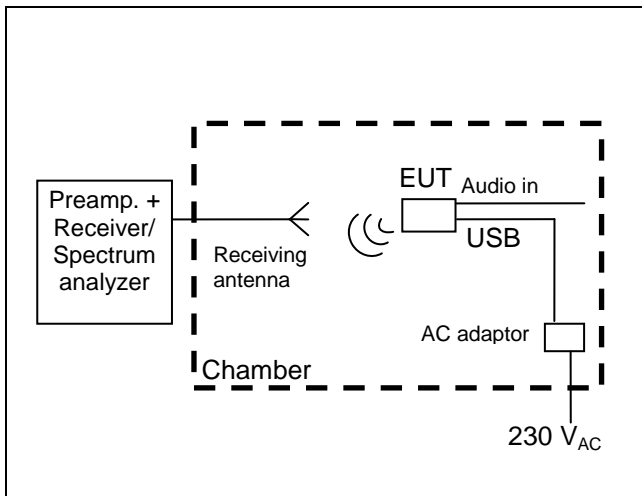 Preamp. +
Receiver/
Spectrum
analyzer
Receiving
antenna
EUT
Audio in
USB
AC adaptor
Chamber
230 VAC